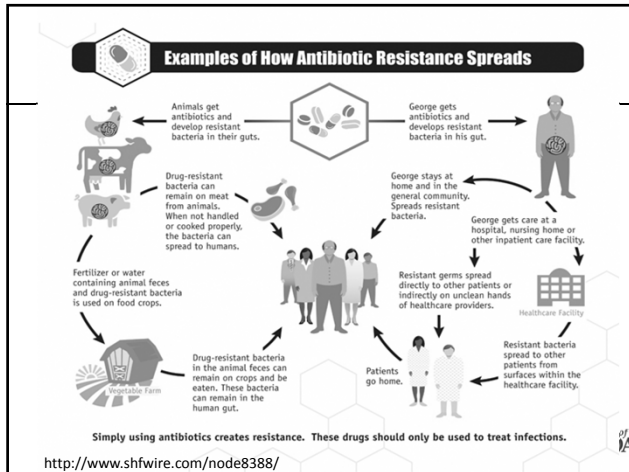 Examples of How Antibiotic Resistance Spreads
Animals get
antibiotics and
develop resistant
bacteria in their guts.
George gets
antibiotics and
develops resistant
bacteria in his gut.
Drug-resistant
bacteria can
remain on meat
from animals.
When not handled
or cooked properly,
the bacteria can
spread to humans.
George stays at
home and in the
general community.
Spreads resistant
bacteria.
George gets care at a
hospital, nursing home or
other inpatient care facility.
Fertilizer or water
containing animal feces
and drug-resistant bacteria
is used on food crops.
Resistant germs spread
directly to other patients or
indirectly on unclean hands
of healthcare providers.
Healthcare Facility
Vegetable Farm
Drug-resistant bacteria
in the animal feces can
remain on crops and be
eaten. These bacteria
can remain in the
human gut.
Patients
go home.
Resistant bacteria
spread to other
patients from
surfaces within the
healthcare facility.
Simply using antibiotics creates resistance. These drugs should only be used to treat infections.
http://www.shfwire.com/node8388/